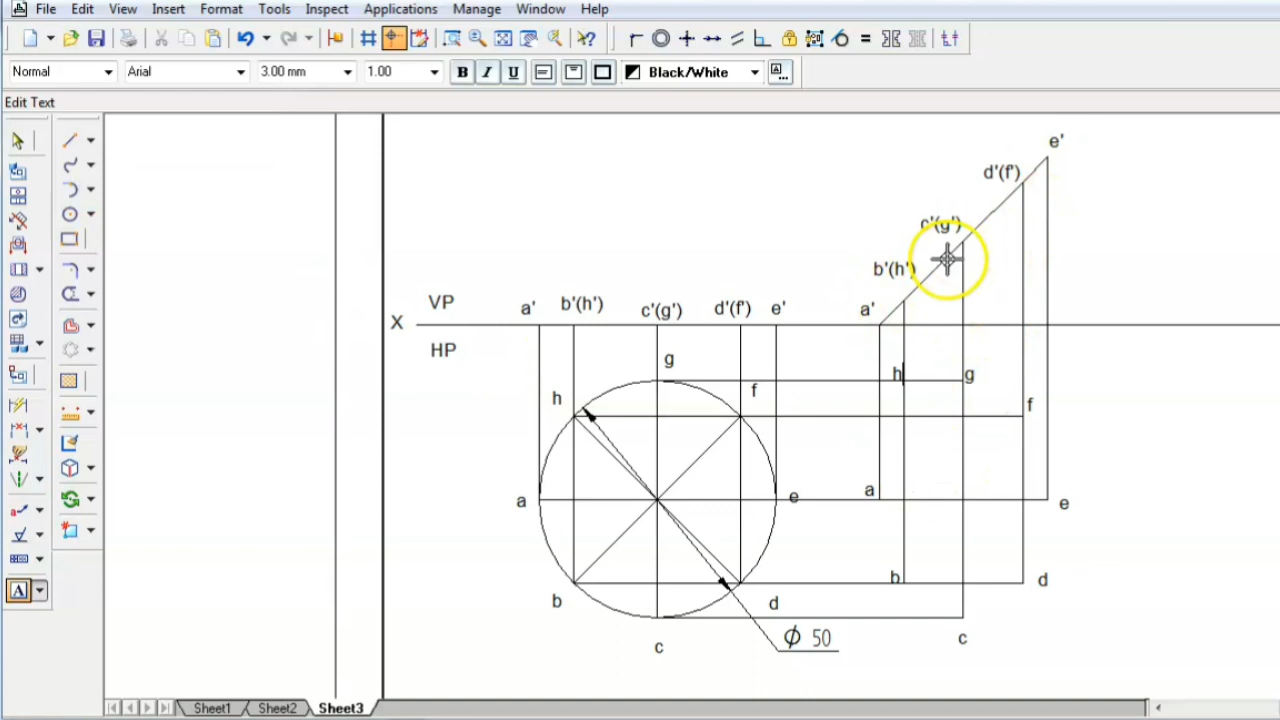 File Edit View Insert Format Tools Inspect Applications Manage Window Help
Normal Arial 3.00 mm 1.00 B I U Black/White A...
Edit Text
e'
d'(f')
c'(g')
b'(h')
VP a' b'(h') c'(g') d'(f') e' a'
X
HP
g h g
h f f
a e a e
b d b d
c c
Φ 50
A
Sheet1 Sheet2 Sheet3